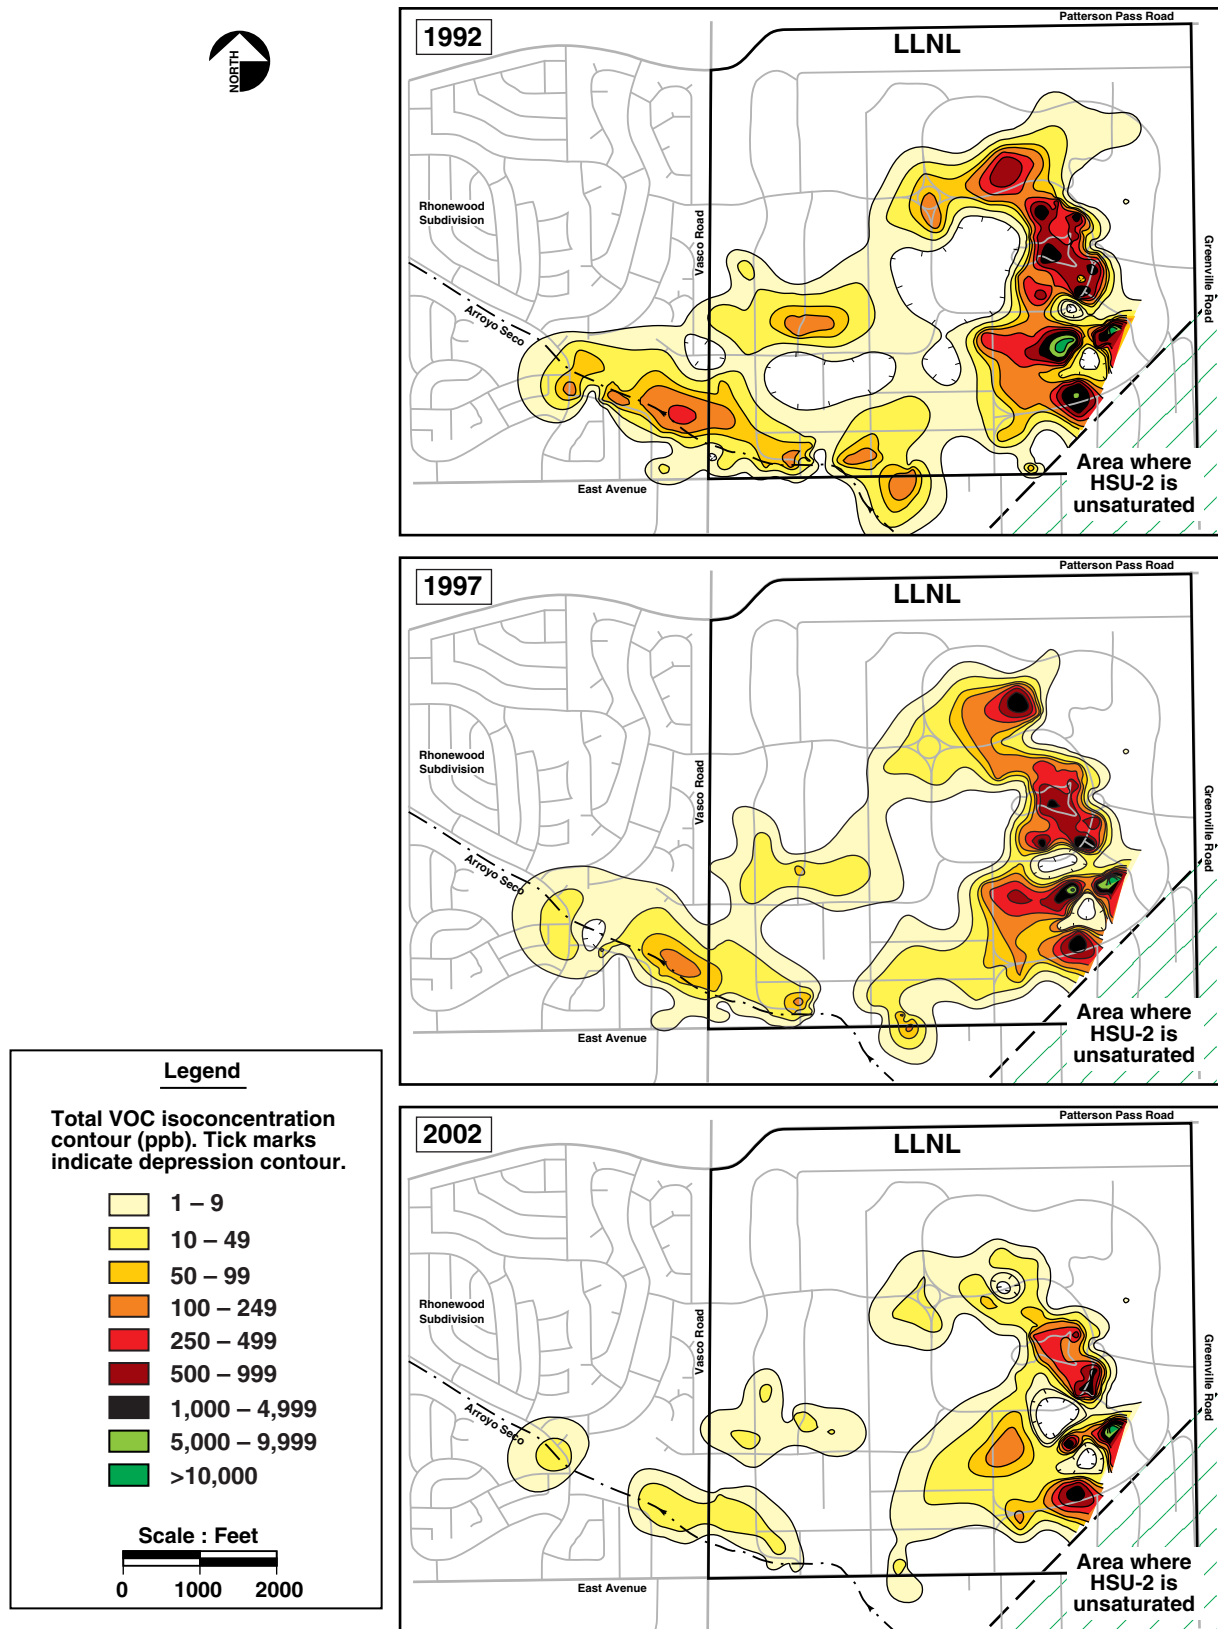 NORTH
1992
Patterson Pass Road
LLNL
Rhonewood
Subdivision
Vasco Road
Greenville Road
Arroyo Seco
East Avenue
Area where
HSU-2 is
unsaturated
1997
Patterson Pass Road
LLNL
Rhonewood
Subdivision
Vasco Road
Greenville Road
Arroyo Seco
East Avenue
Area where
HSU-2 is
unsaturated
2002
Patterson Pass Road
LLNL
Rhonewood
Subdivision
Vasco Road
Greenville Road
Arroyo Seco
East Avenue
Area where
HSU-2 is
unsaturated
Legend
Total VOC isoconcentration
contour (ppb). Tick marks
indicate depression contour.
1 – 9
10 – 49
50 – 99
100 – 249
250 – 499
500 – 999
1,000 – 4,999
5,000 – 9,999
>10,000
Scale : Feet
0 1000 2000